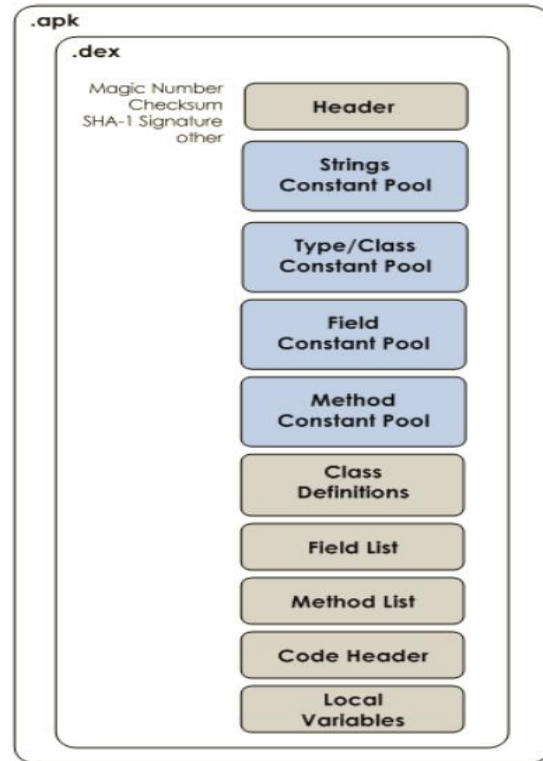 .apk
.dex
Magic Number
Checksum
SHA-1 Signature
other
Header
Strings
Constant Pool
Type/Class
Constant Pool
Field
Constant Pool
Method
Constant Pool
Class
Definitions
Field List
Method List
Code Header
Local
Variables